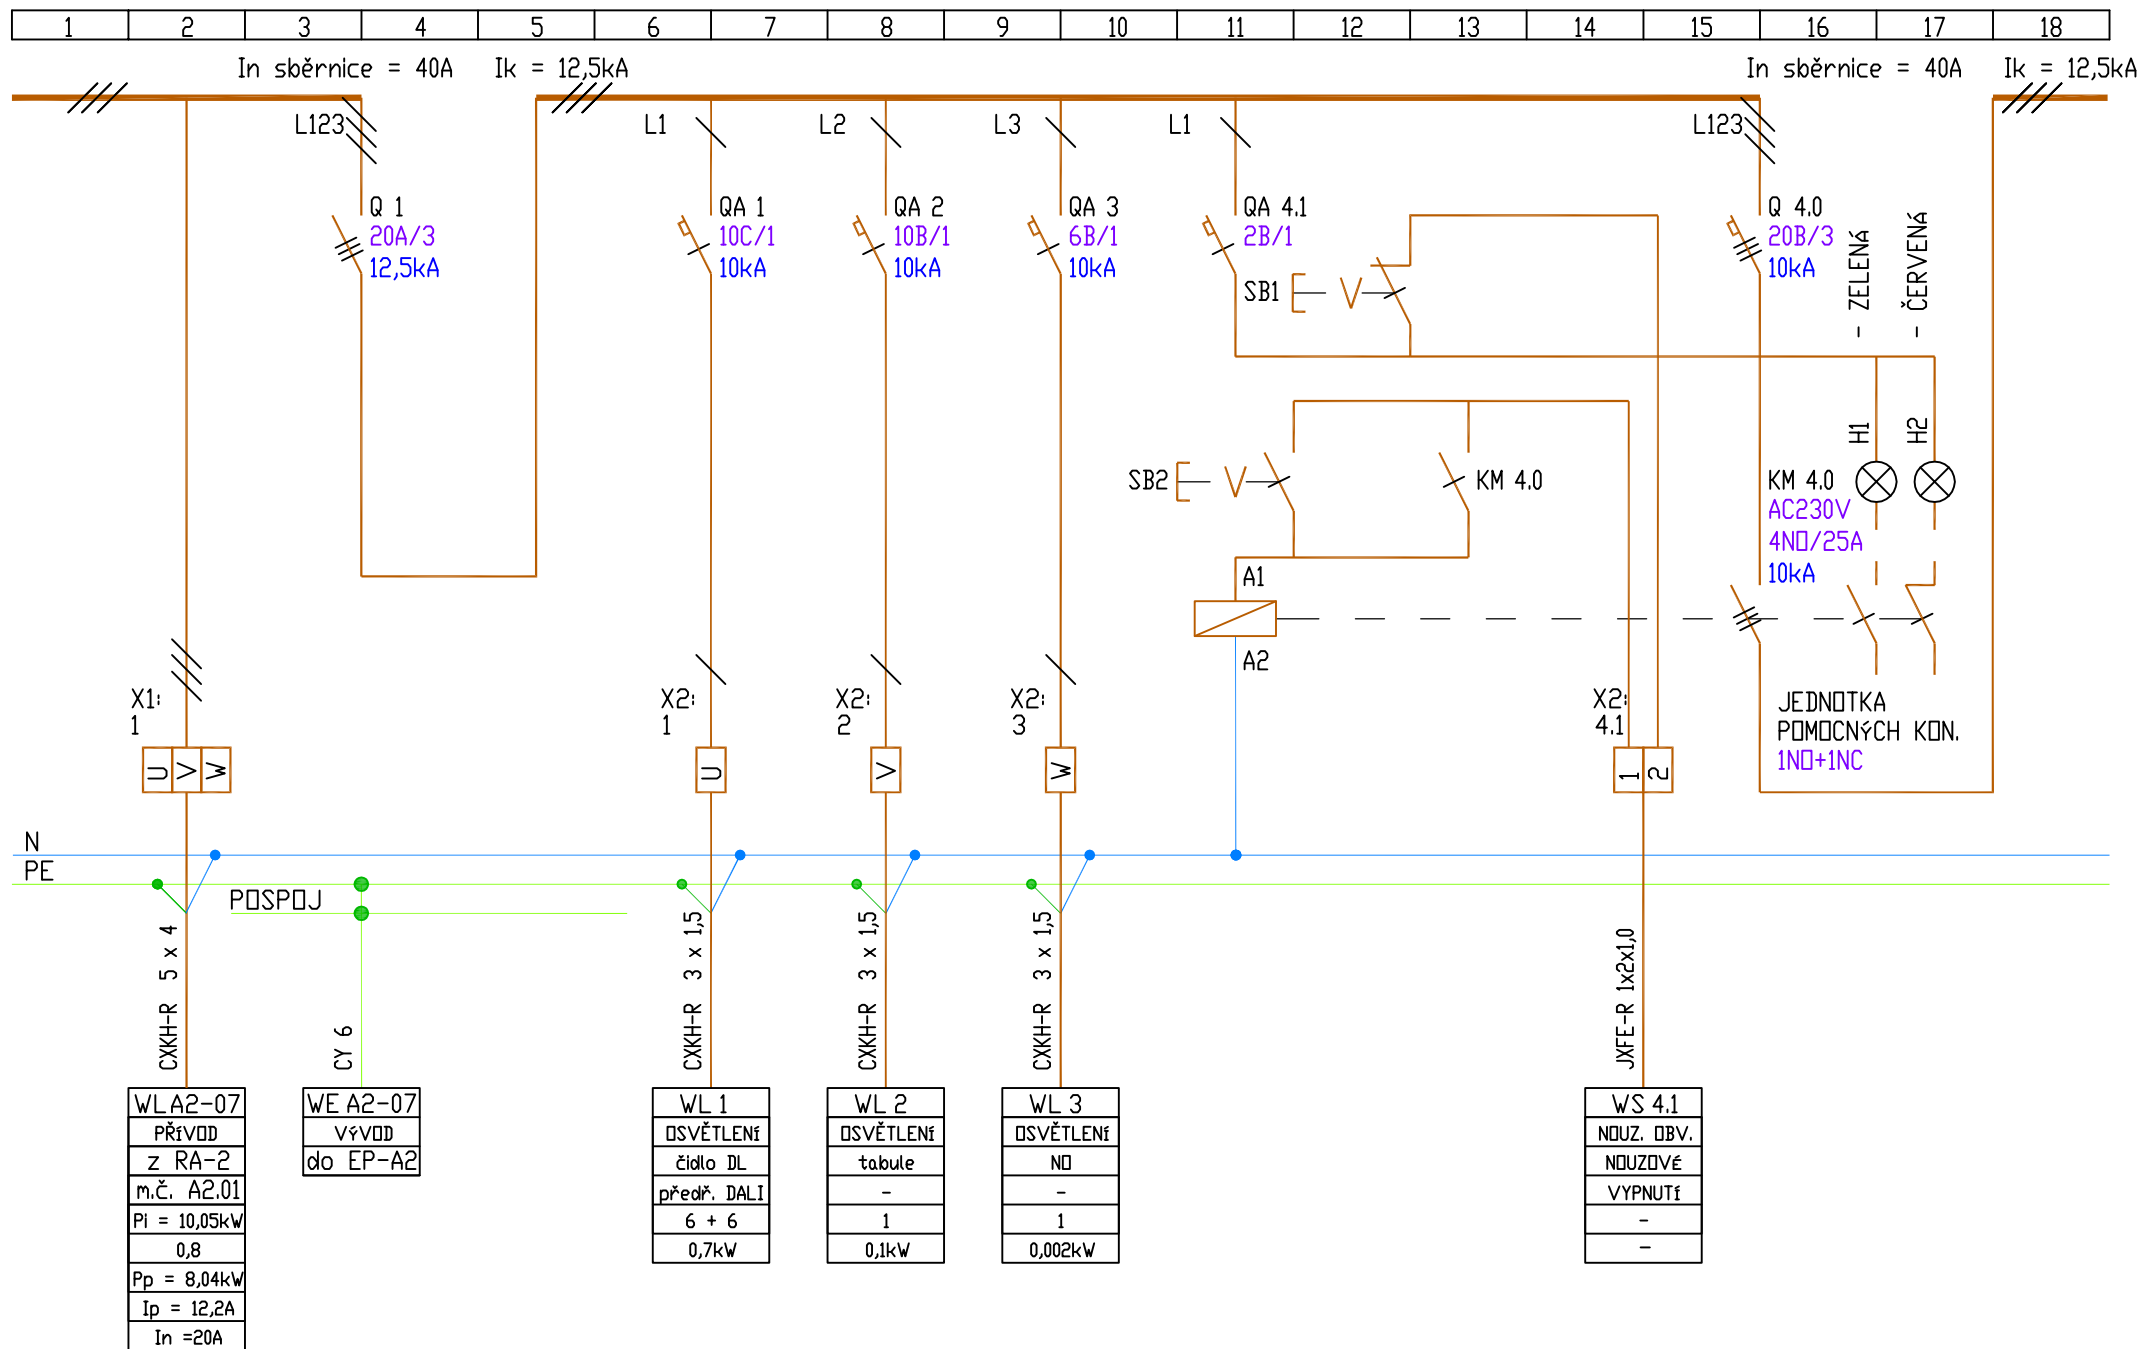 1 2 3 4 5 6 7 8 9 10 11 12 13 14 15 16 17 18
In sběrnice = 40A Ik = 12,5kA
In sběrnice = 40A Ik = 12,5kA
L123
L1
L2
L3
L1
L123
Q 1
20A/3
12,5kA
QA 1
10C/1
10kA
QA 2
10B/1
10kA
QA 3
6B/1
10kA
QA 4.1
2B/1
Q 4.0
20B/3
10kA
- ZELENÁ
- ČERVENÁ
SB1
V
H1
H2
SB2
V
KM 4.0
KM 4.0
AC230V
4NO/25A
10kA
A1
A2
X1:
1
X2:
1
X2:
2
X2:
3
X2:
4.1
JEDNOTKA
POMOCNÝCH KON.
1NO+1NC
U V W
U
V
W
1 2
N
PE
POSPOJ
CXKH-R 5 x 4
CY 6
CXKH-R 3 x 1,5
CXKH-R 3 x 1,5
CXKH-R 3 x 1,5
JXFE-R 1x2x1,0
WLA2-07
PŘÍVOD
z RA-2
m.č. A2.01
Pi = 10,05kW
0,8
Pp = 8,04kW
Ip = 12,2A
In =20A
WE A2-07
VÝVOD
do EP-A2
WL 1
OSVĚTLENÍ
čidlo DL
předř. DALI
6 + 6
0,7kW
WL 2
OSVĚTLENÍ
tabule
-
1
0,1kW
WL 3
OSVĚTLENÍ
NO
-
1
0,002kW
WS 4.1
NOUZ. OBV.
NOUZOVÉ
VYPNUTÍ
-
-